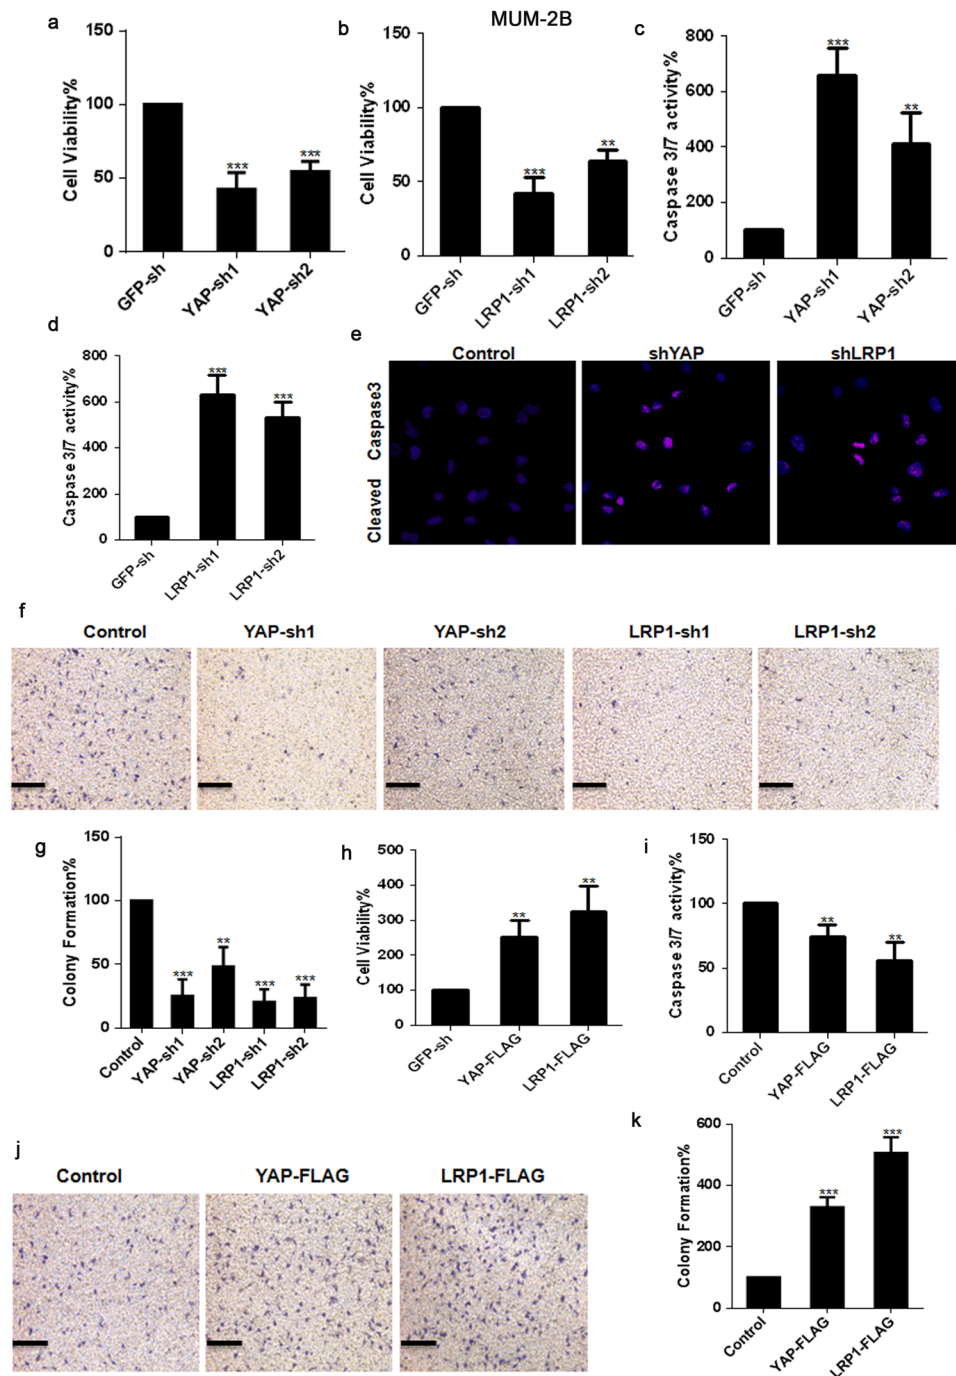 MUM-2B
a
150
100
50
0
Cell Viability%
GFP-sh
YAP-sh1
YAP-sh2
***
***
b
150
100
50
0
Cell Viability%
GFP-sh
LRP1-sh1
LRP1-sh2
***
**
c
800
600
400
200
0
Caspase 3/7 activity%
GFP-sh
YAP-sh1
YAP-sh2
***
**
d
800
600
400
200
0
Caspase 3/7 activity%
GFP-sh
LRP1-sh1
LRP1-sh2
***
***
e
Control
shYAP
shLRP1
Cleaved Caspase3
f
Control
YAP-sh1
YAP-sh2
LRP1-sh1
LRP1-sh2
g
150
100
50
0
Colony Formation%
Control
YAP-sh1
YAP-sh2
LRP1-sh1
LRP1-sh2
***
**
***
***
h
500
400
300
200
100
0
Cell Viability%
GFP-sh
YAP-FLAG
LRP1-FLAG
**
**
i
150
100
50
0
Caspase 3/7 activity%
Control
YAP-FLAG
LRP1-FLAG
**
**
j
Control
YAP-FLAG
LRP1-FLAG
k
600
400
200
0
Colony Formation%
Control
YAP-FLAG
LRP1-FLAG
***
***